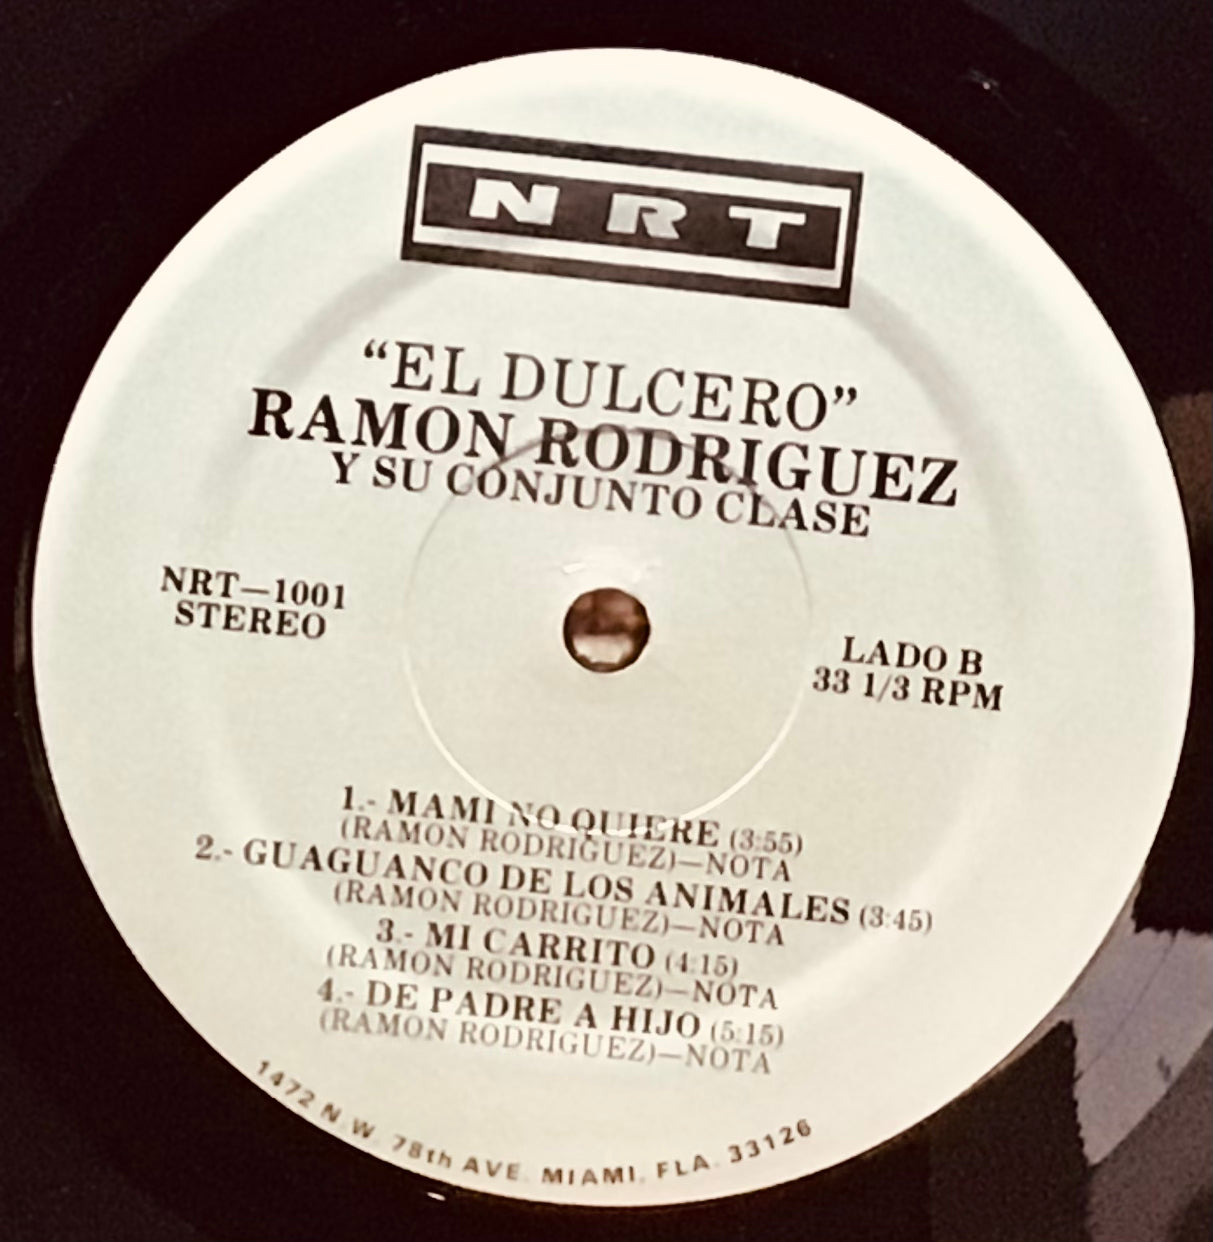 NRT
“EL DULCERO”
RAMON RODRIGUEZ
Y SU CONJUNTO CLASE
NRT—1001
STEREO
LADO B
33 1/3 RPM
1.- MAMI NO QUIERE (3:55)
(RAMON RODRIGUEZ)—NOTA
2.- GUAGUANCO DE LOS ANIMALES (3:45)
(RAMON RODRIGUEZ)—NOTA
3.- MI CARRITO (4:15)
(RAMON RODRIGUEZ)—NOTA
4.- DE PADRE A HIJO (5:15)
(RAMON RODRIGUEZ)—NOTA
1472 N.W. 78th AVE. MIAMI, FLA. 33126